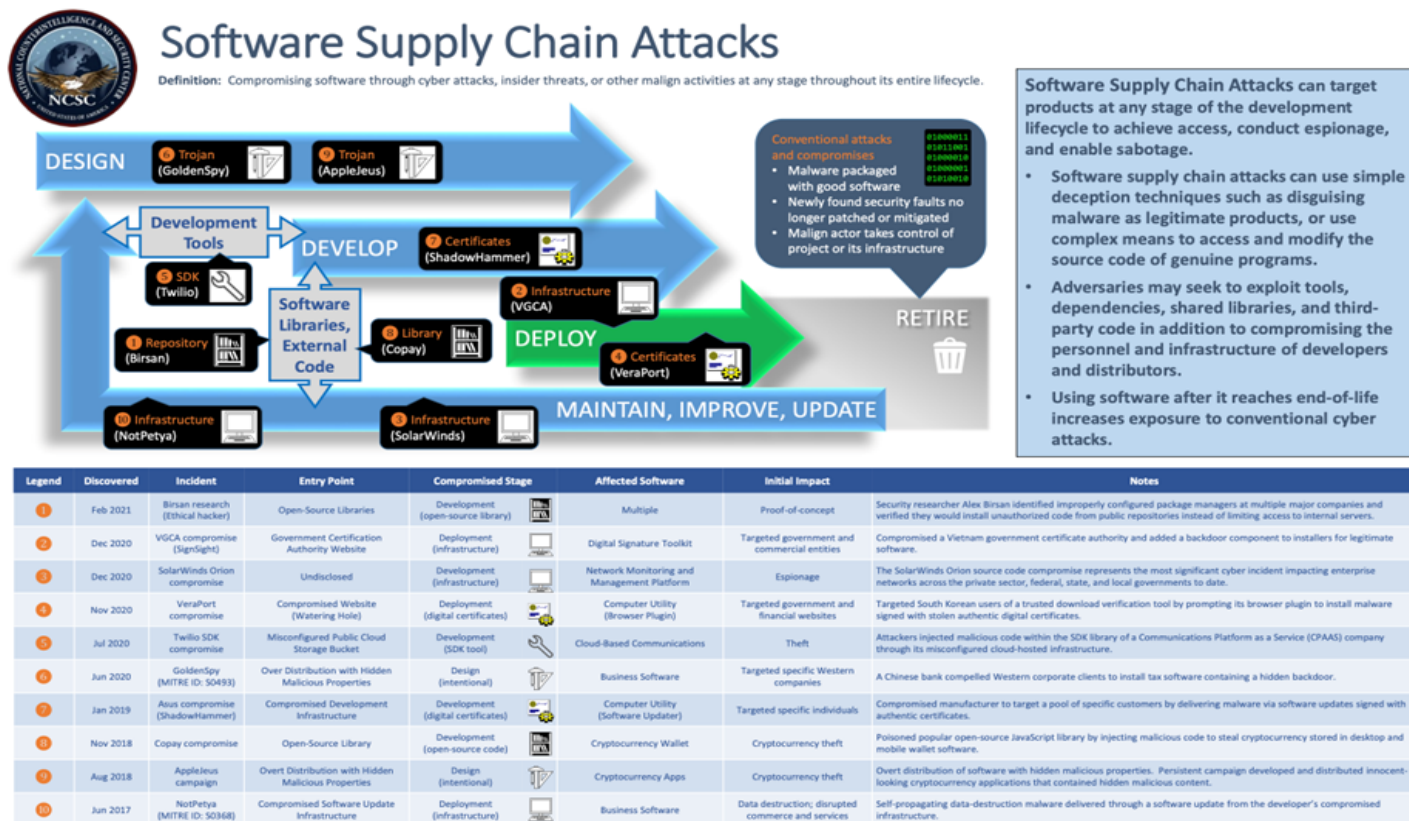 NATIONAL COUNTERINTELLIGENCE AND SECURITY CENTER
NCSC
UNITED STATES OF AMERICA
Software Supply Chain Attacks
Definition: Compromising software through cyber attacks, insider threats, or other malign activities at any stage throughout its entire lifecycle.
DESIGN
6 Trojan
(GoldenSpy)
9 Trojan
(AppleJeus)
Development
Tools
DEVELOP
7 Certificates
(ShadowHammer)
5 SDK
(Twilio)
Software
Libraries,
External
Code
2 Infrastructure
(VGCA)
1 Repository
(Birsan)
8 Library
(Copay)
DEPLOY
4 Certificates
(VeraPort)
10 Infrastructure
(NotPetya)
3 Infrastructure
(SolarWinds)
MAINTAIN, IMPROVE, UPDATE
Conventional attacks
and compromises
• Malware packaged
with good software
• Newly found security faults no
longer patched or mitigated
• Malign actor takes control of
project or its infrastructure
01000011
01011001
01000010
01000001
01010010
RETIRE
Software Supply Chain Attacks can target
products at any stage of the development
lifecycle to achieve access, conduct espionage,
and enable sabotage.
• Software supply chain attacks can use simple
deception techniques such as disguising
malware as legitimate products, or use
complex means to access and modify the
source code of genuine programs.
• Adversaries may seek to exploit tools,
dependencies, shared libraries, and third-
party code in addition to compromising the
personnel and infrastructure of developers
and distributors.
• Using software after it reaches end-of-life
increases exposure to conventional cyber
attacks.
Legend Discovered Incident Entry Point Compromised Stage Affected Software Initial Impact Notes
1 Feb 2021 Birsan research (Ethical hacker) Open-Source Libraries Development (open-source library) Multiple Proof-of-concept Security researcher Alex Birsan identified improperly configured package managers at multiple major companies and verified they would install unauthorized code from public repositories instead of limiting access to internal servers.
2 Dec 2020 VGCA compromise (SignSight) Government Certification Authority Website Deployment (infrastructure) Digital Signature Toolkit Targeted government and commercial entities Compromised a Vietnam government certificate authority and added a backdoor component to installers for legitimate software.
3 Dec 2020 SolarWinds Orion compromise Undisclosed Development (infrastructure) Network Monitoring and Management Platform Espionage The SolarWinds Orion source code compromise represents the most significant cyber incident impacting enterprise networks across the private sector, federal, state, and local governments to date.
4 Nov 2020 VeraPort compromise Compromised Website (Watering Hole) Deployment (digital certificates) Computer Utility (Browser Plugin) Targeted government and financial websites Targeted South Korean users of a trusted download verification tool by prompting its browser plugin to install malware signed with stolen authentic digital certificates.
5 Jul 2020 Twilio SDK compromise Misconfigured Public Cloud Storage Bucket Development (SDK tool) Cloud-Based Communications Theft Attackers injected malicious code within the SDK library of a Communications Platform as a Service (CPAAS) company through its misconfigured cloud-hosted infrastructure.
6 Jun 2020 GoldenSpy (MITRE ID: S0493) Over Distribution with Hidden Malicious Properties Design (intentional) Business Software Targeted specific Western companies A Chinese bank compelled Western corporate clients to install tax software containing a hidden backdoor.
7 Jan 2019 Asus compromise (ShadowHammer) Compromised Development Infrastructure Development (digital certificates) Computer Utility (Software Updater) Targeted specific individuals Compromised manufacturer to target a pool of specific customers by delivering malware via software updates signed with authentic certificates.
8 Nov 2018 Copay compromise Open-Source Library Development (open-source code) Cryptocurrency Wallet Cryptocurrency theft Poisoned popular open-source JavaScript library by injecting malicious code to steal cryptocurrency stored in desktop and mobile wallet software.
9 Aug 2018 AppleJeus campaign Overt Distribution with Hidden Malicious Properties Design (intentional) Cryptocurrency Apps Cryptocurrency theft Overt distribution of software with hidden malicious properties. Persistent campaign developed and distributed innocent-looking cryptocurrency applications that contained hidden malicious content.
10 Jun 2017 NotPetya (MITRE ID: S0368) Compromised Software Update Infrastructure Deployment (infrastructure) Business Software Data destruction; disrupted commerce and services Self-propagating data-destruction malware delivered through a software update from the developer's compromised infrastructure.